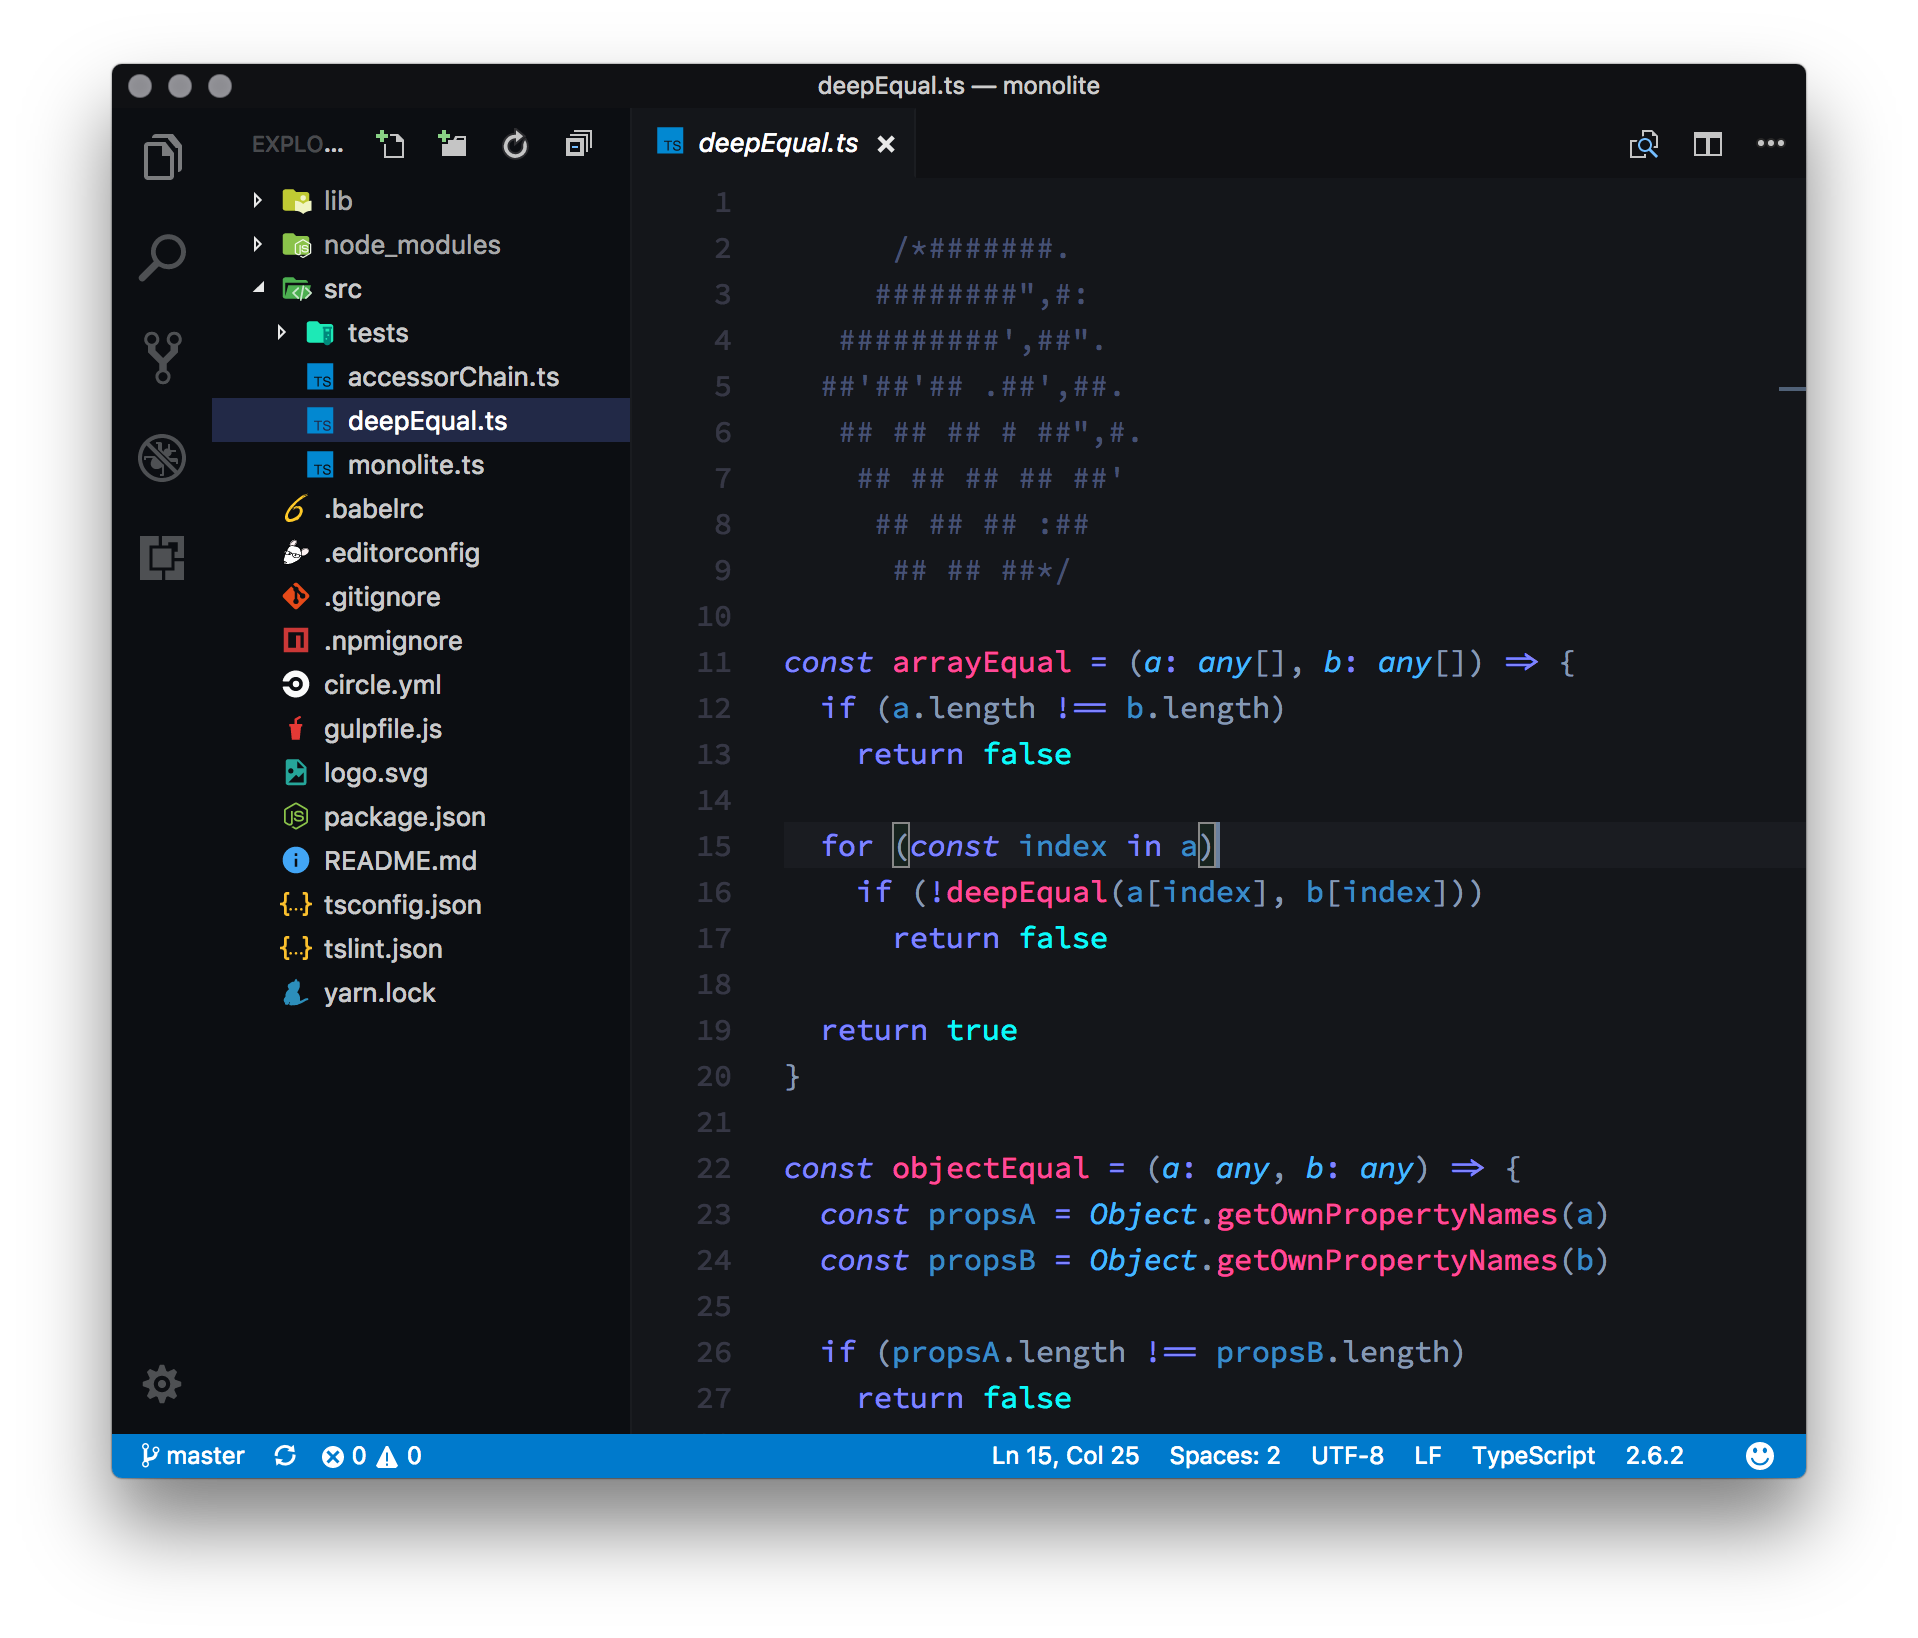 deepEqual.ts — monolite
EXPLO...
lib
node_modules
src
tests
accessorChain.ts
deepEqual.ts
monolite.ts
.babelrc
.editorconfig
.gitignore
.npmignore
circle.yml
gulpfile.js
logo.svg
package.json
README.md
tsconfig.json
tslint.json
yarn.lock
TS deepEqual.ts ×
1
2       /*#######.
3      ########",#:
4    #########',##".
5   ##'##'## .##',##.
6    ## ## ## # ##",#.
7     ## ## ## ## ##'
8      ## ## ## :##
9       ## ## ##*/
10
11 const arrayEqual = (a: any[], b: any[]) => {
12   if (a.length !== b.length)
13     return false
14
15   for (const index in a)
16     if (!deepEqual(a[index], b[index]))
17       return false
18
19   return true
20 }
21
22 const objectEqual = (a: any, b: any) => {
23   const propsA = Object.getOwnPropertyNames(a)
24   const propsB = Object.getOwnPropertyNames(b)
25
26   if (propsA.length !== propsB.length)
27     return false
master 0 0 Ln 15, Col 25 Spaces: 2 UTF-8 LF TypeScript 2.6.2